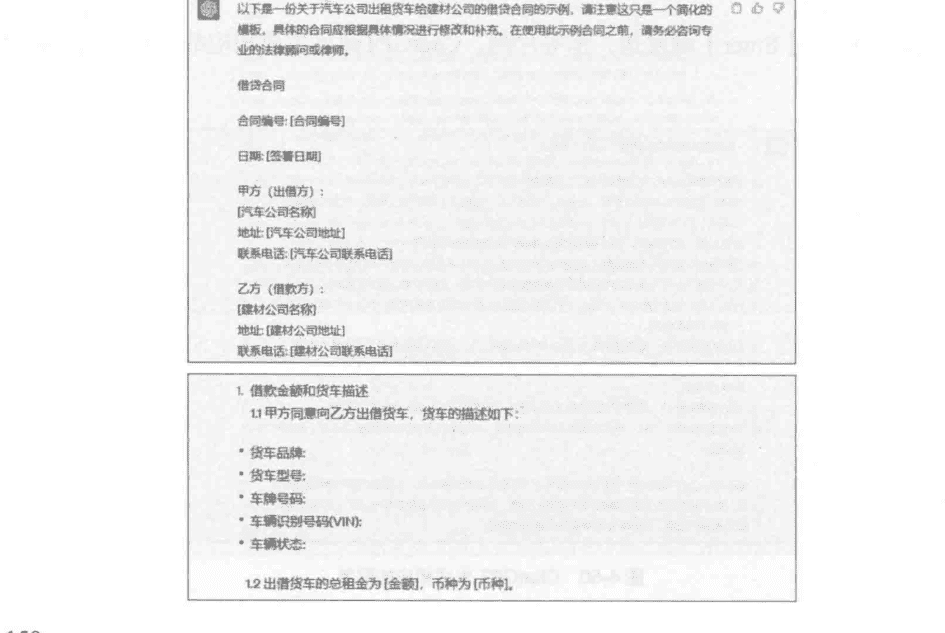 以下是一份关于汽车公司出租货车给建材公司的借贷合同的示例，请注意这只是一个简化的
模板，具体的合同应根据具体情况进行修改和补充。在使用此示例合同之前，请务必咨询专
业的法律顾问或律师。
借贷合同
合同编号: [合同编号]
日期: [签署日期]
甲方（出借方）:
[汽车公司名称]
地址: [汽车公司地址]
联系电话: [汽车公司联系电话]
乙方（借款方）:
[建材公司名称]
地址: [建材公司地址]
联系电话: [建材公司联系电话]
1. 借款金额和货车描述
1.1 甲方同意向乙方出借货车，货车的描述如下:
• 货车品牌:
• 货车型号:
• 车牌号码:
• 车辆识别号码(VIN):
• 车辆状态:
1.2 出借货车的总租金为 [金额]，币种为 [币种]。